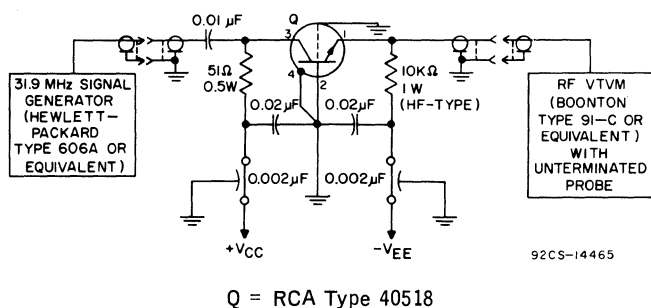 0.01 µF
Q
3
1
4
2
51Ω
0.5W
10KΩ
1 W
(HF-TYPE)
0.02µF
0.02µF
31.9 MHz SIGNAL
GENERATOR
(HEWLETT-
PACKARD
TYPE 606A OR
EQUIVALENT)
RF VTVM
(BOONTON
TYPE 91-C OR
EQUIVALENT)
WITH
UNTERMINATED
PROBE
0.002µF
0.002µF
+VCC
-VEE
92CS-14465
Q = RCA Type 40518